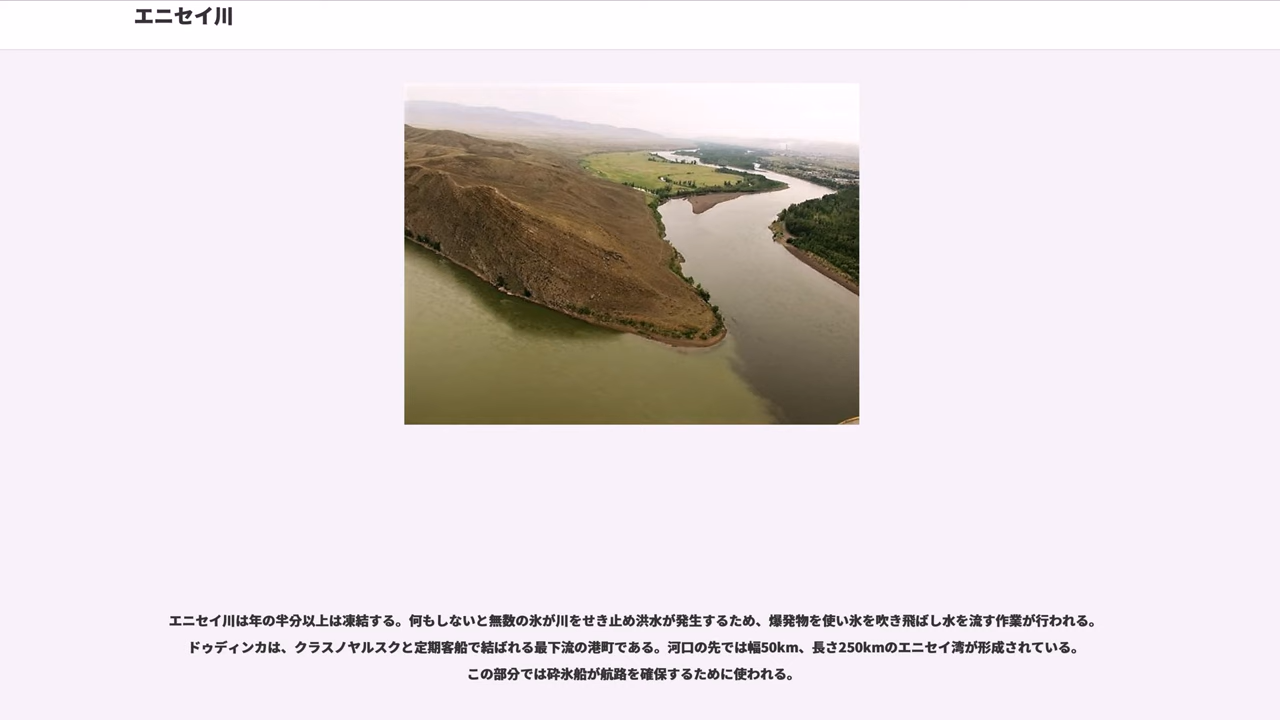 エニセイ川
エニセイ川は年の半分以上は凍結する。何もしないと無数の氷が川をせき止め洪水が発生するため、爆発物を使い氷を吹き飛ばし水を流す作業が行われる。
ドゥディンカは、クラスノヤルスクと定期客船で結ばれる最下流の港町である。河口の先では幅50km、長さ250kmのエニセイ湾が形成されている。
この部分では砕氷船が航路を確保するために使われる。